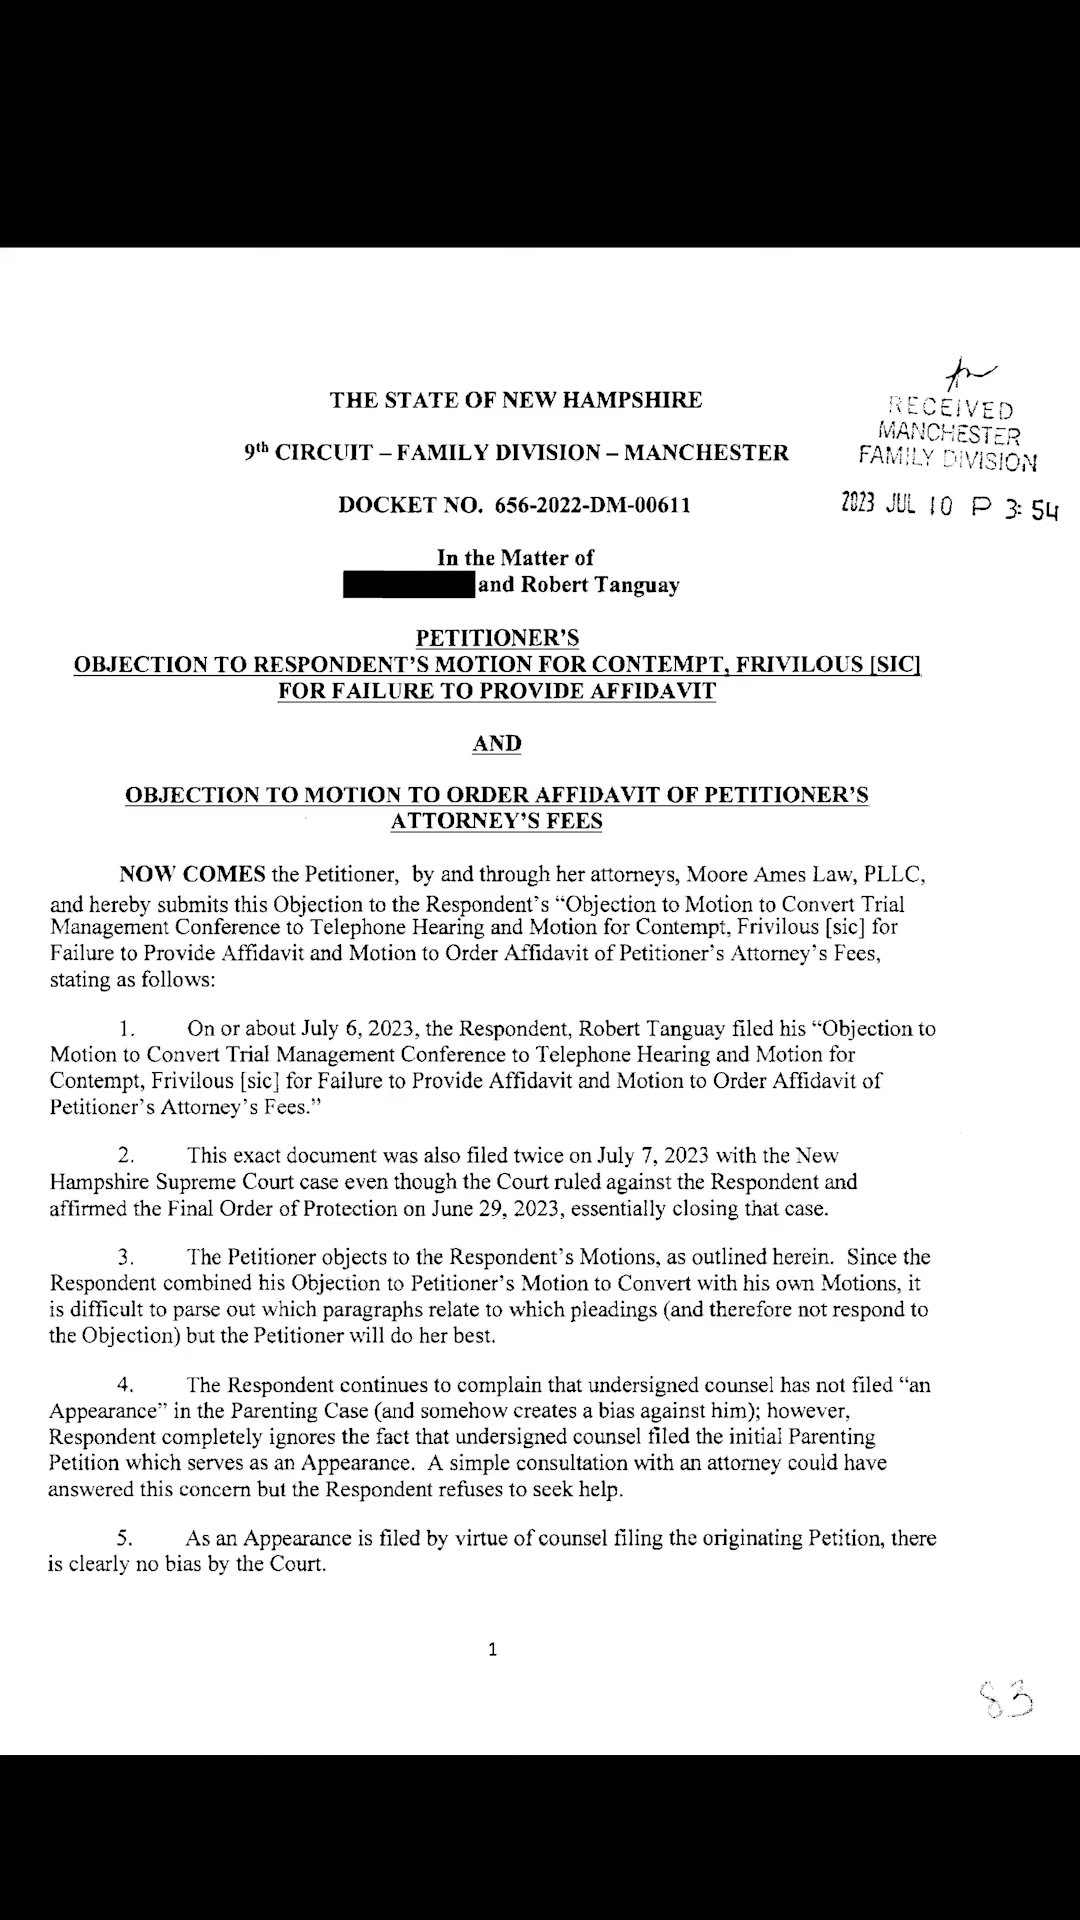 THE STATE OF NEW HAMPSHIRE
RECEIVED
MANCHESTER
FAMILY DIVISION
9th CIRCUIT – FAMILY DIVISION – MANCHESTER
DOCKET NO. 656-2022-DM-00611
2023 JUL 10 P 3:54
In the Matter of
and Robert Tanguay
PETITIONER'S
OBJECTION TO RESPONDENT'S MOTION FOR CONTEMPT, FRIVILOUS [SIC]
FOR FAILURE TO PROVIDE AFFIDAVIT
AND
OBJECTION TO MOTION TO ORDER AFFIDAVIT OF PETITIONER'S
ATTORNEY'S FEES
NOW COMES the Petitioner, by and through her attorneys, Moore Ames Law, PLLC,
and hereby submits this Objection to the Respondent's “Objection to Motion to Convert Trial
Management Conference to Telephone Hearing and Motion for Contempt, Frivilous [sic] for
Failure to Provide Affidavit and Motion to Order Affidavit of Petitioner's Attorney's Fees,
stating as follows:
1. On or about July 6, 2023, the Respondent, Robert Tanguay filed his “Objection to
Motion to Convert Trial Management Conference to Telephone Hearing and Motion for
Contempt, Frivilous [sic] for Failure to Provide Affidavit and Motion to Order Affidavit of
Petitioner's Attorney's Fees.”
2. This exact document was also filed twice on July 7, 2023 with the New
Hampshire Supreme Court case even though the Court ruled against the Respondent and
affirmed the Final Order of Protection on June 29, 2023, essentially closing that case.
3. The Petitioner objects to the Respondent's Motions, as outlined herein. Since the
Respondent combined his Objection to Petitioner's Motion to Convert with his own Motions, it
is difficult to parse out which paragraphs relate to which pleadings (and therefore not respond to
the Objection) but the Petitioner will do her best.
4. The Respondent continues to complain that undersigned counsel has not filed “an
Appearance” in the Parenting Case (and somehow creates a bias against him); however,
Respondent completely ignores the fact that undersigned counsel filed the initial Parenting
Petition which serves as an Appearance. A simple consultation with an attorney could have
answered this concern but the Respondent refuses to seek help.
5. As an Appearance is filed by virtue of counsel filing the originating Petition, there
is clearly no bias by the Court.
1
83